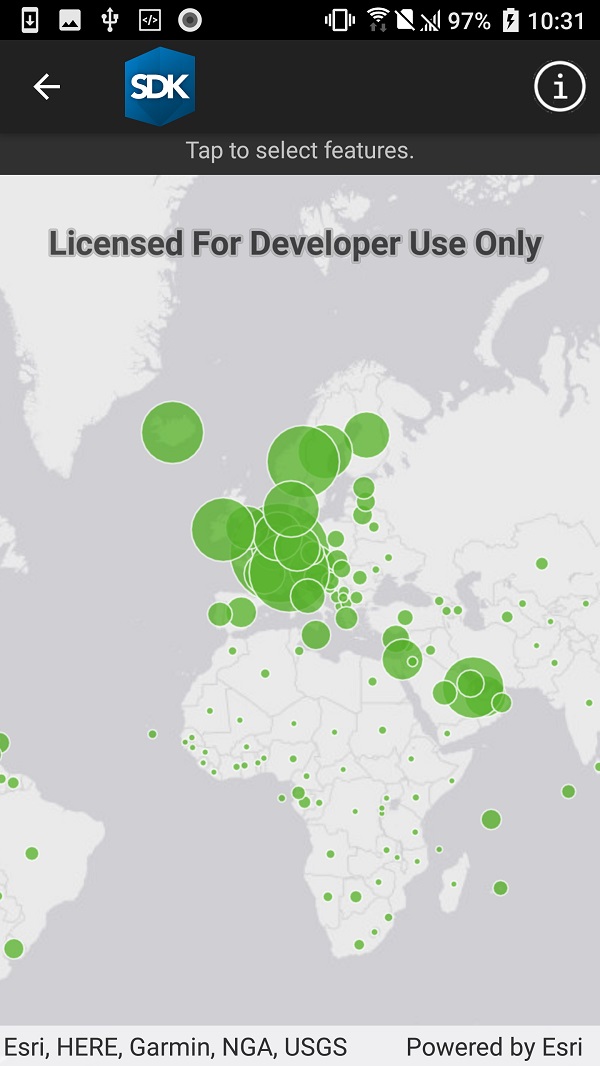 97% 10:31
SDK
Tap to select features.
Licensed For Developer Use Only
Esri, HERE, Garmin, NGA, USGS Powered by Esri